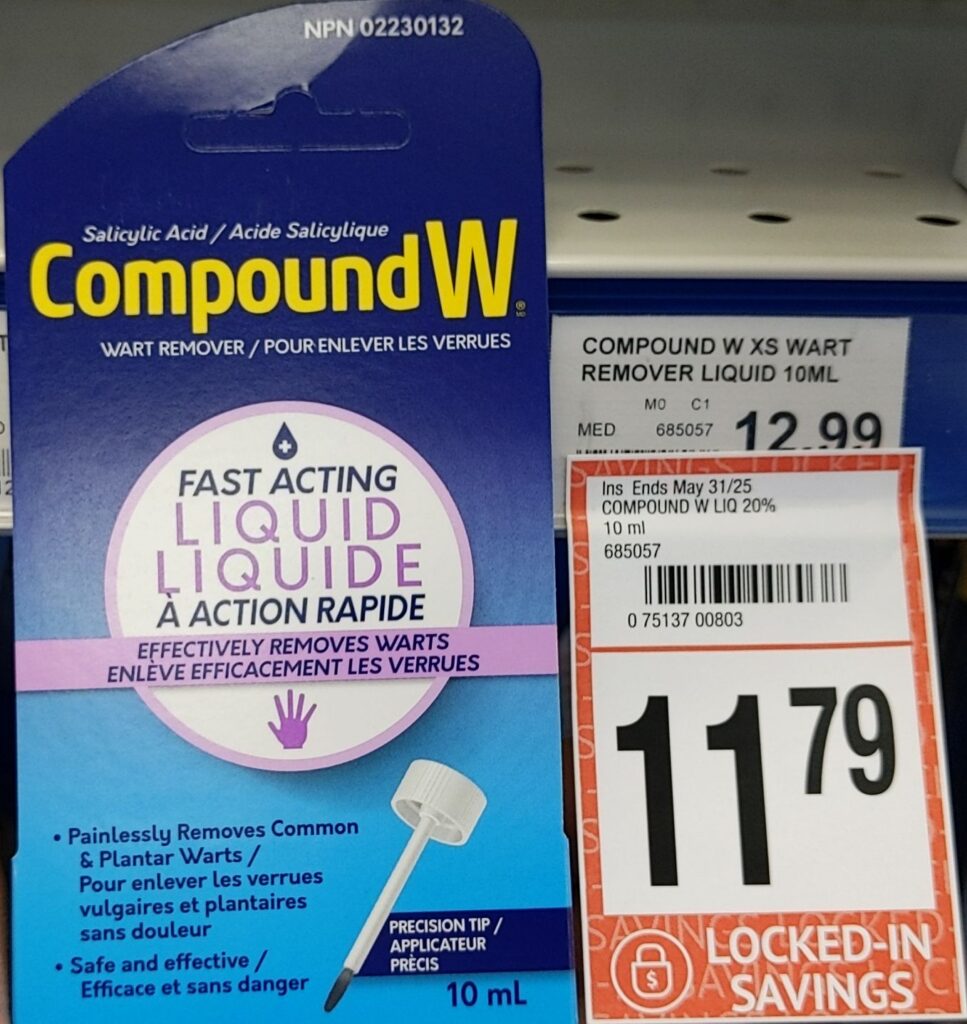 NPN 02230132
Salicylic Acid / Acide Salicylique
Compound W®
WART REMOVER / POUR ENLEVER LES VERRUES
FAST ACTING
LIQUID
LIQUIDE
À ACTION RAPIDE
EFFECTIVELY REMOVES WARTS
ENLÈVE EFFICACEMENT LES VERRUES
• Painlessly Removes Common
& Plantar Warts /
Pour enlever les verrues
vulgaires et plantaires
sans douleur
• Safe and effective /
Efficace et sans danger
PRECISION TIP /
APPLICATEUR
PRÉCIS
10 mL
COMPOUND W XS WART
REMOVER LIQUID 10ML
M0 C1
MED 685057 12.99
SAVINGS LOCKED
Ins Ends May 31/25
COMPOUND W LIQ 20%
10 ml
685057
0 75137 00803
11 79
LOCKED-IN
SAVINGS